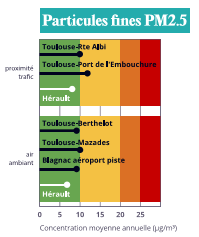 Particules fines PM2.5
Toulouse-Rte Albi
Toulouse-Port de l'Embouchure
proximité
trafic
Hérault
Toulouse-Berthelot
Toulouse-Mazades
air
ambiant
Blagnac aéroport piste
Hérault
0 5 10 15 20 25
Concentration moyenne annuelle (µg/m³)